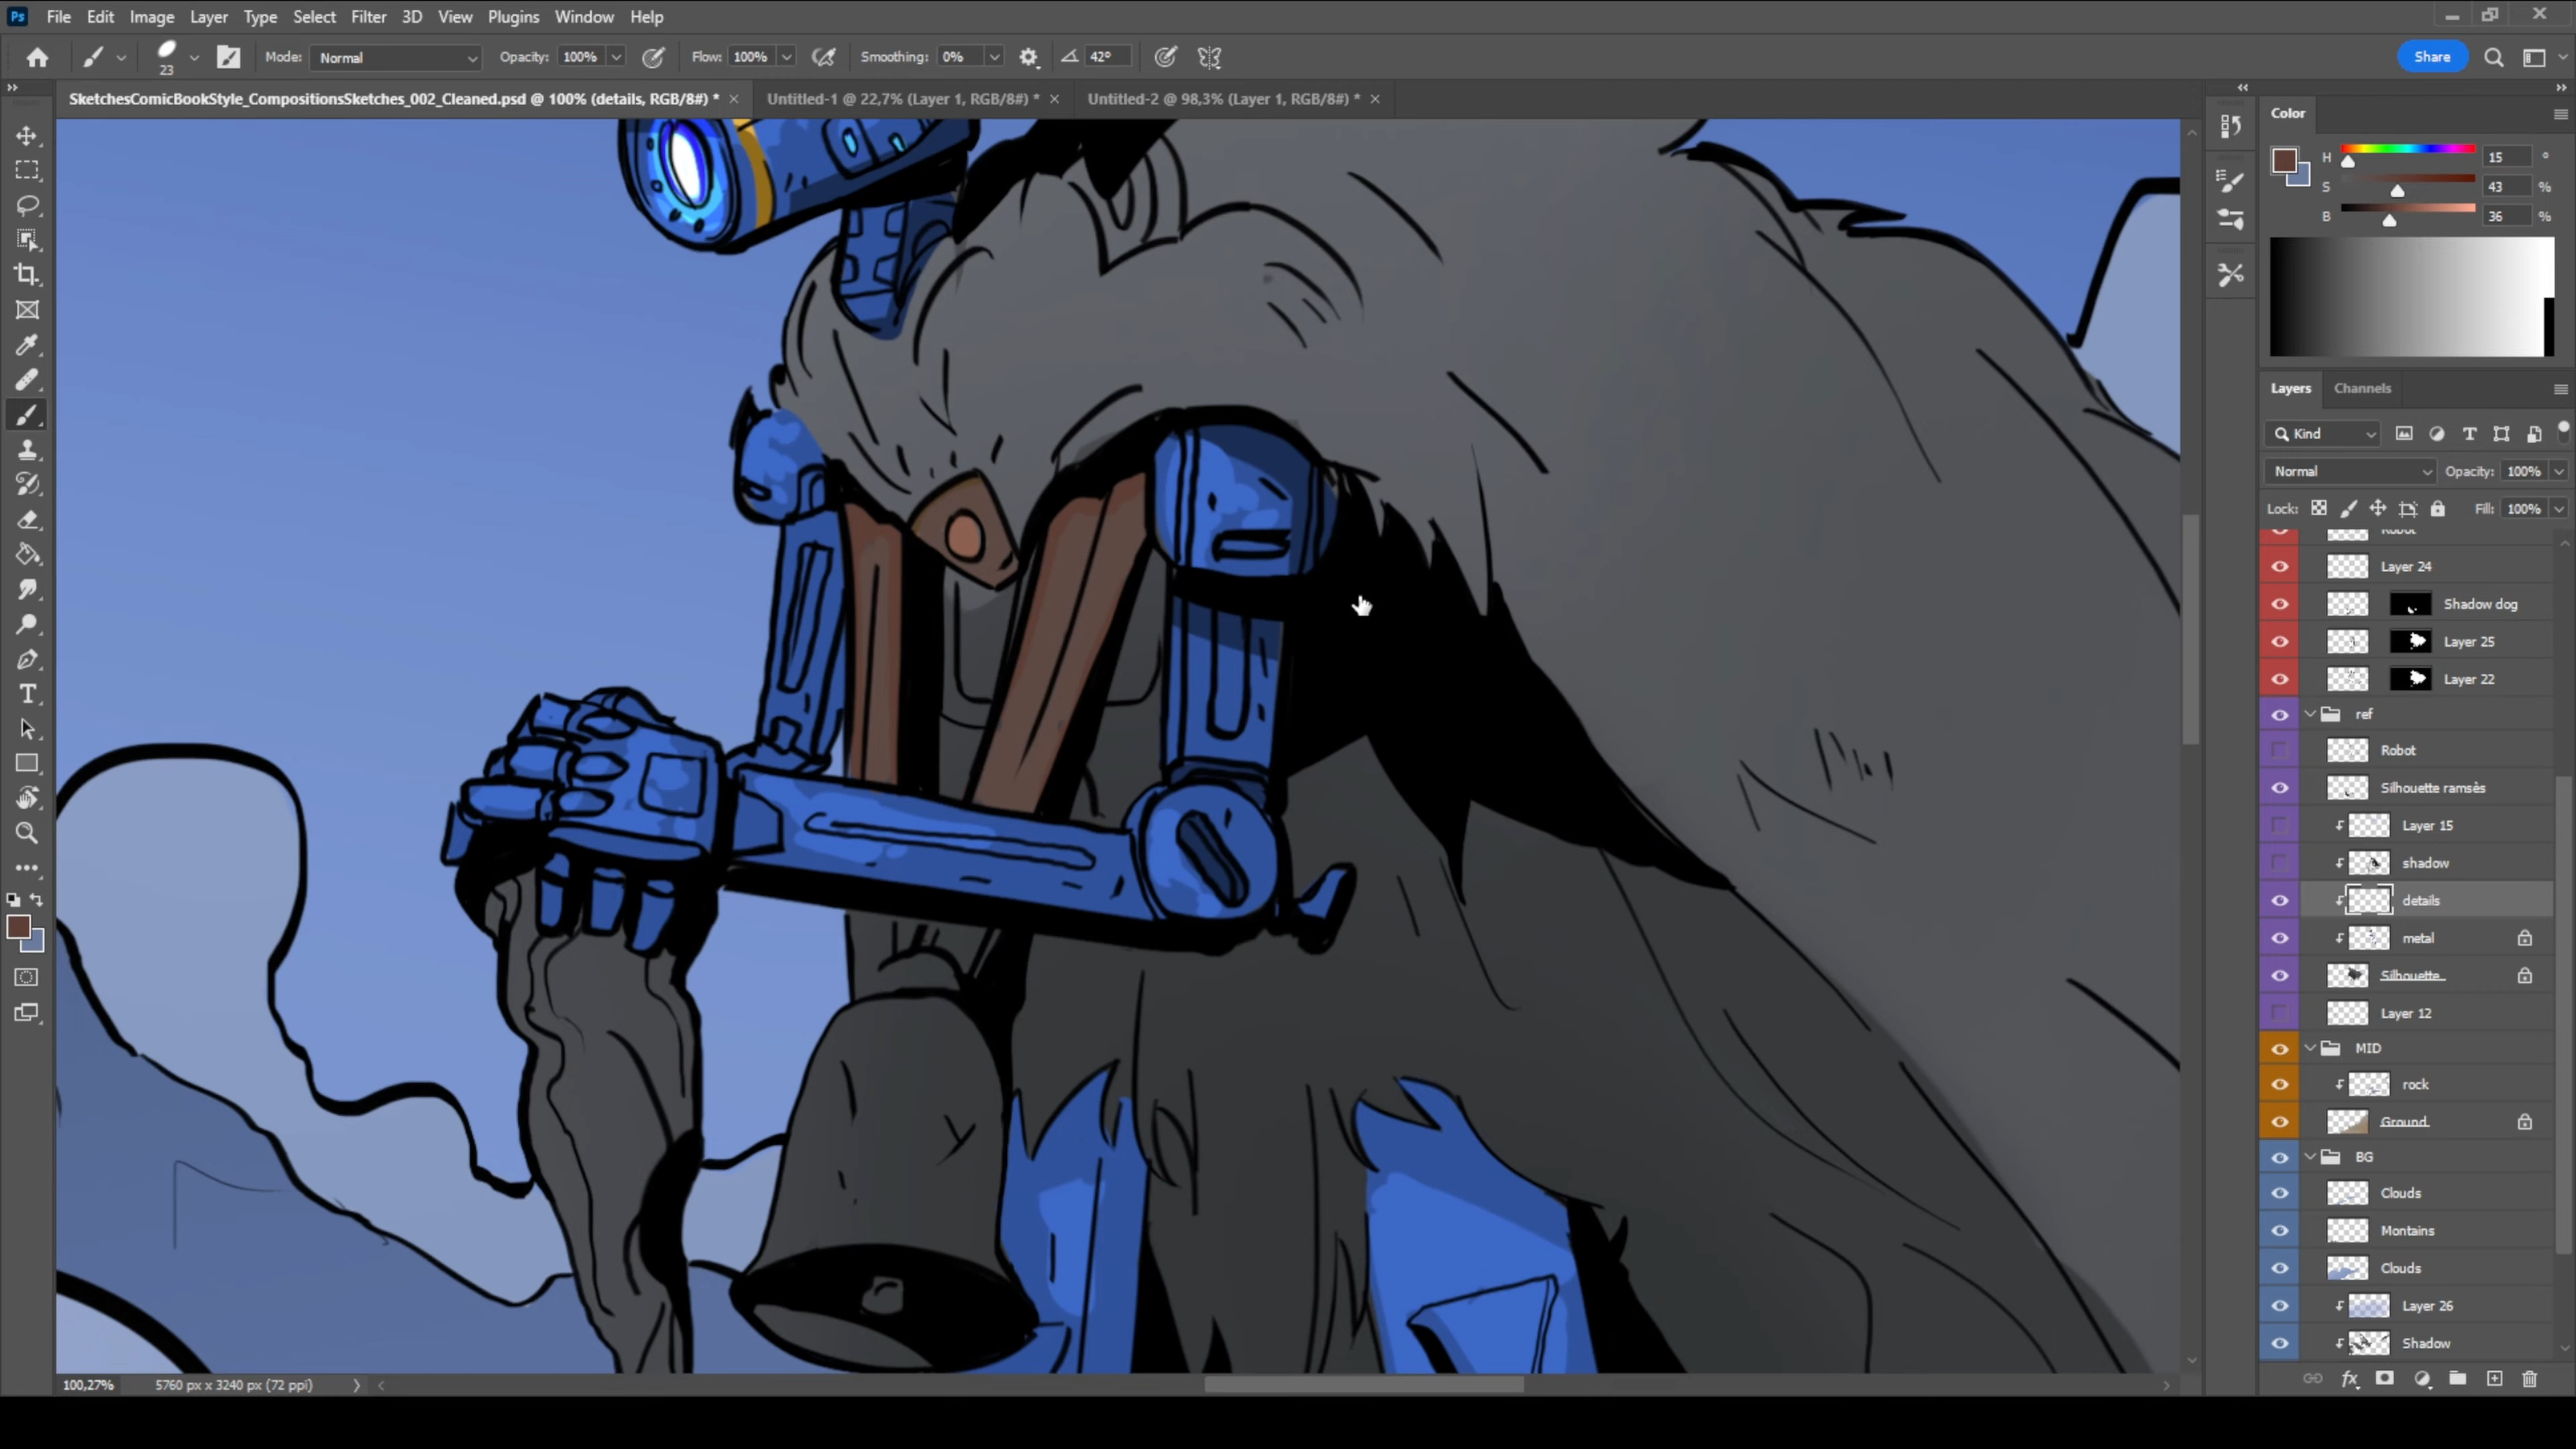 Ps File Edit Image Layer Type Select Filter 3D View Plugins Window Help
23 Mode: Normal Opacity: 100% Flow: 100% Smoothing: 0% 42° Share
SketchesComicBookStyle_CompositionsSketches_002_Cleaned.psd @ 100% (details, RGB/8#) * Untitled-1 @ 22,7% (Layer 1, RGB/8#) * Untitled-2 @ 98,3% (Layer 1, RGB/8#) *
Color
H 15 °
S 43 %
B 36 %
Layers Channels
Kind
Normal Opacity: 100%
Lock: Fill: 100%
Robot
Layer 24
Shadow dog
Layer 25
Layer 22
ref
Robot
Silhouette ramsès
Layer 15
shadow
details
metal
Silhouette
Layer 12
MID
rock
Ground
BG
Clouds
Montains
Clouds
Layer 26
Shadow
100,27% 5760 px x 3240 px (72 ppi)
fx